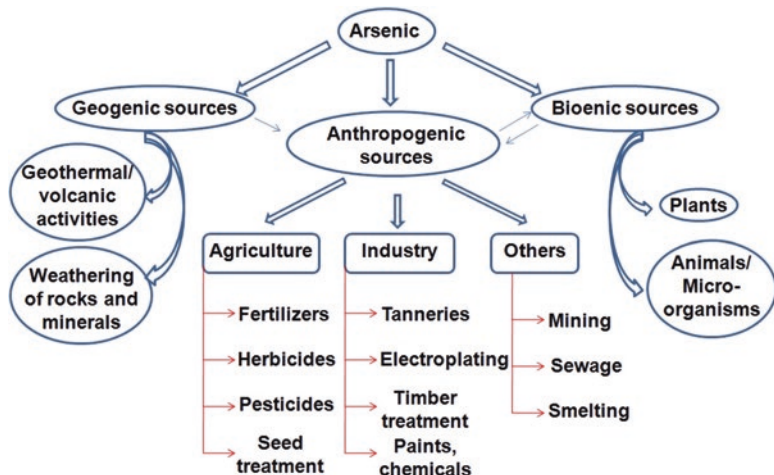 Arsenic
Geogenic sources
Anthropogenic
sources
Bioenic sources
Geothermal/
volcanic
activities
Weathering
of rocks and
minerals
Plants
Animals/
Micro-
organisms
Agriculture
Fertilizers
Herbicides
Pesticides
Seed
treatment
Industry
Tanneries
Electroplating
Timber
treatment
Paints,
chemicals
Others
Mining
Sewage
Smelting